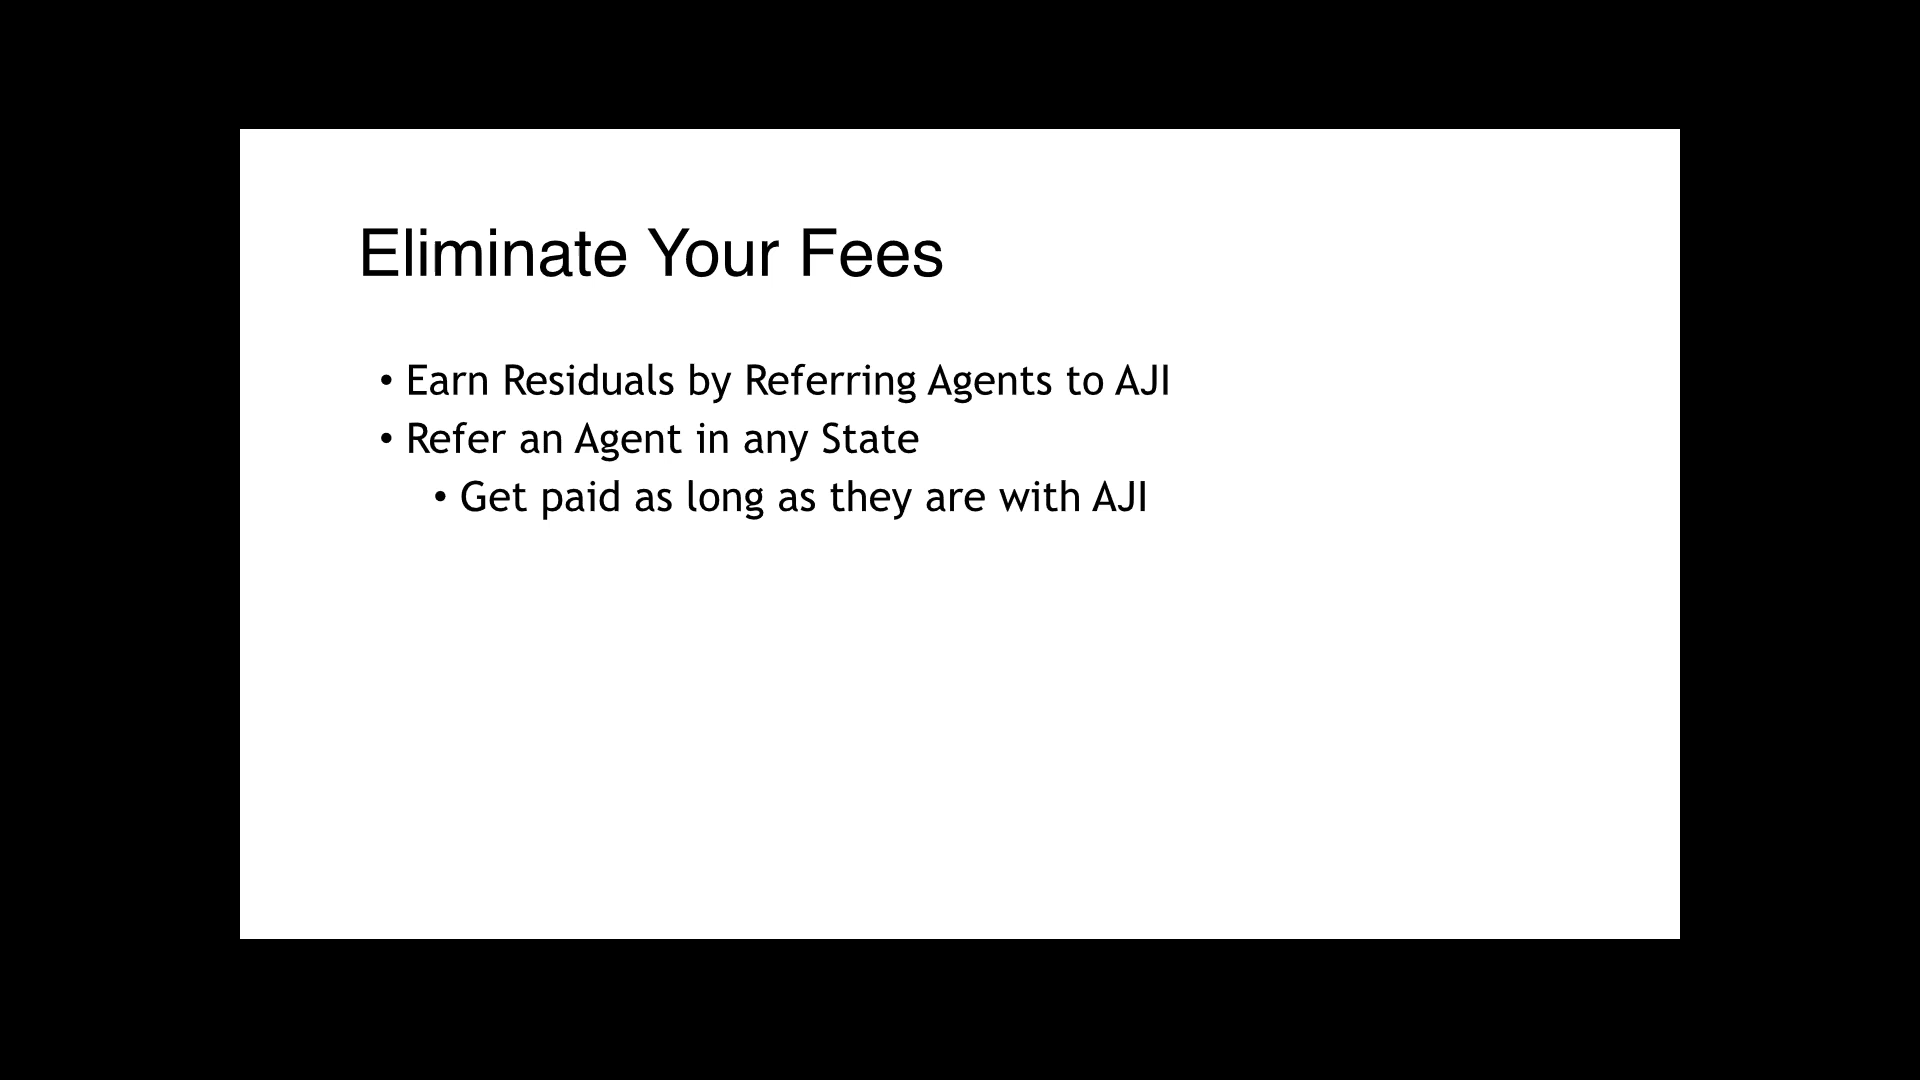 Eliminate Your Fees
• Earn Residuals by Referring Agents to AJI
• Refer an Agent in any State
• Get paid as long as they are with AJI